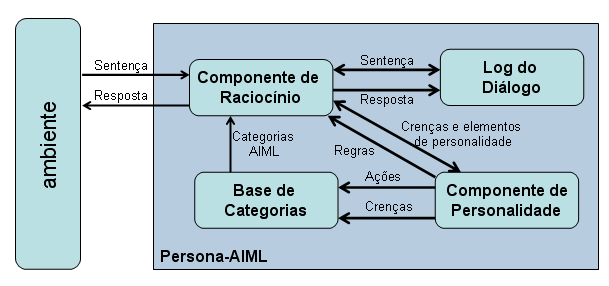 ambiente
Sentença
Resposta
Componente de
Raciocínio
Sentença
Resposta
Log do
Diálogo
Crenças e elementos
de personalidade
Regras
Categorias
AIML
Base de
Categorias
Ações
Crenças
Componente de
Personalidade
Persona-AIML